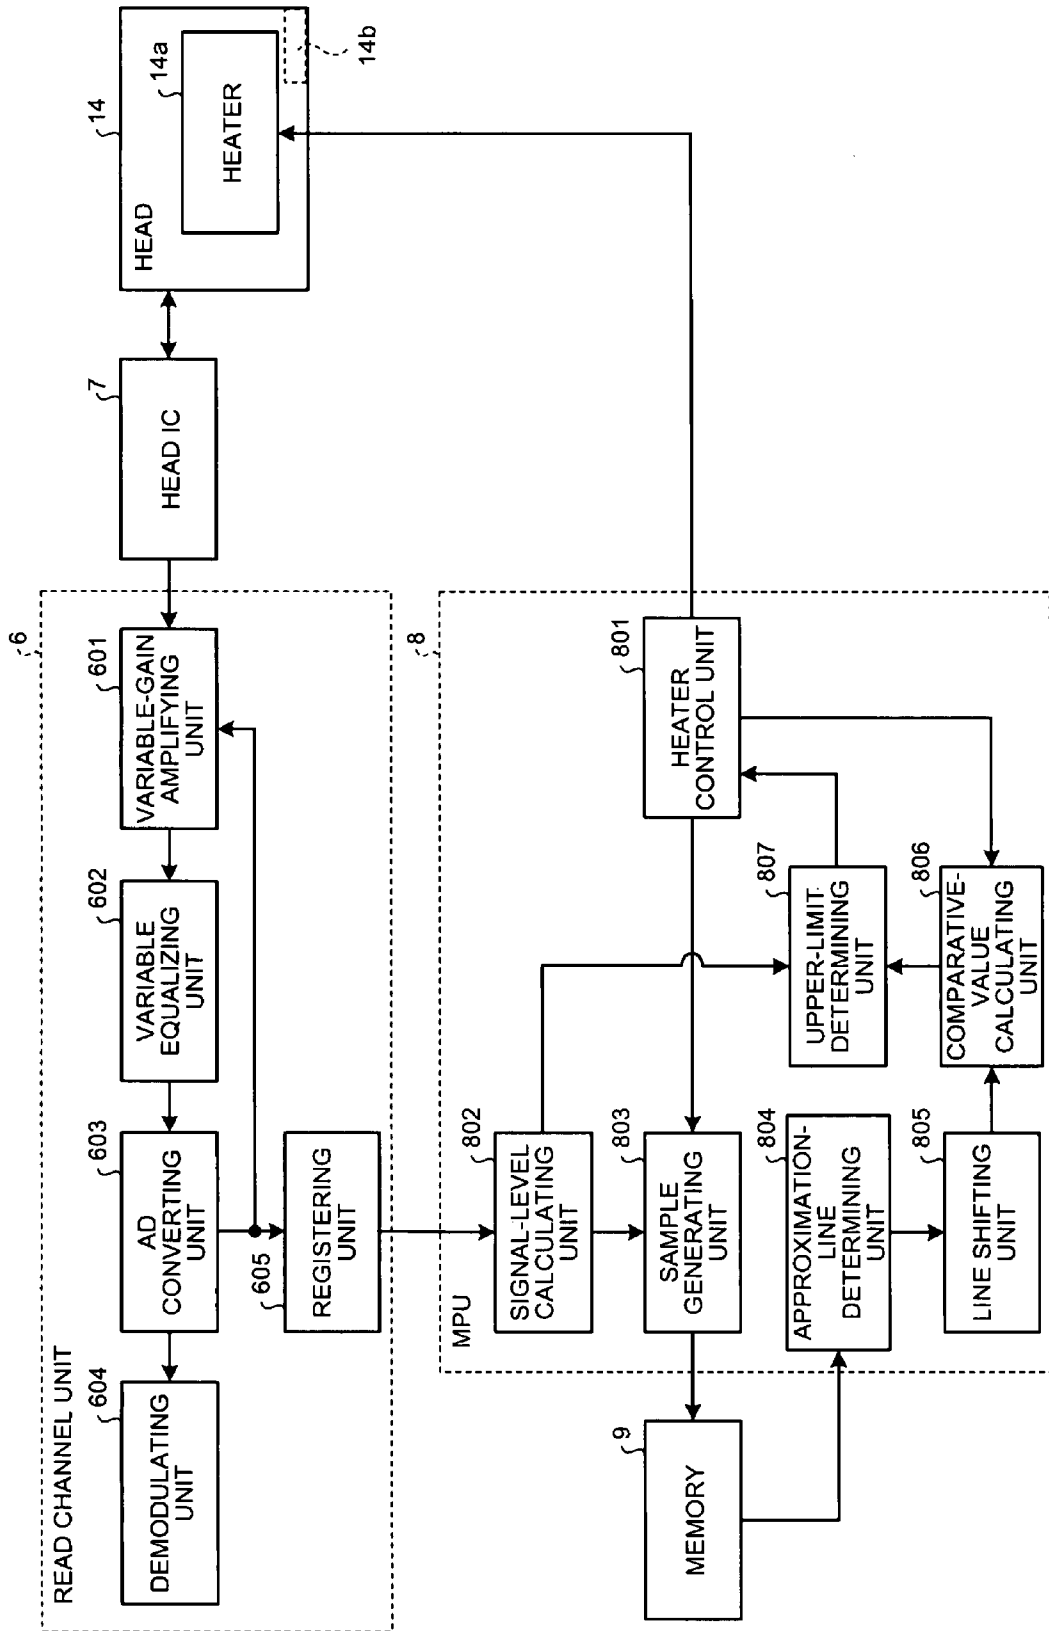 READ CHANNEL UNIT
6
604
DEMODULATING
UNIT
603
AD
CONVERTING
UNIT
602
VARIABLE
EQUALIZING
UNIT
601
VARIABLE-GAIN
AMPLIFYING
UNIT
605
REGISTERING
UNIT
7
HEAD IC
14
HEAD
14a
HEATER
14b
9
MEMORY
8
MPU
802
SIGNAL-LEVEL
CALCULATING
UNIT
803
SAMPLE
GENERATING
UNIT
804
APPROXIMATION-
LINE
DETERMINING
UNIT
805
LINE SHIFTING
UNIT
801
HEATER
CONTROL UNIT
807
UPPER-LIMIT-
DETERMINING
UNIT
806
COMPARATIVE-
VALUE
CALCULATING
UNIT